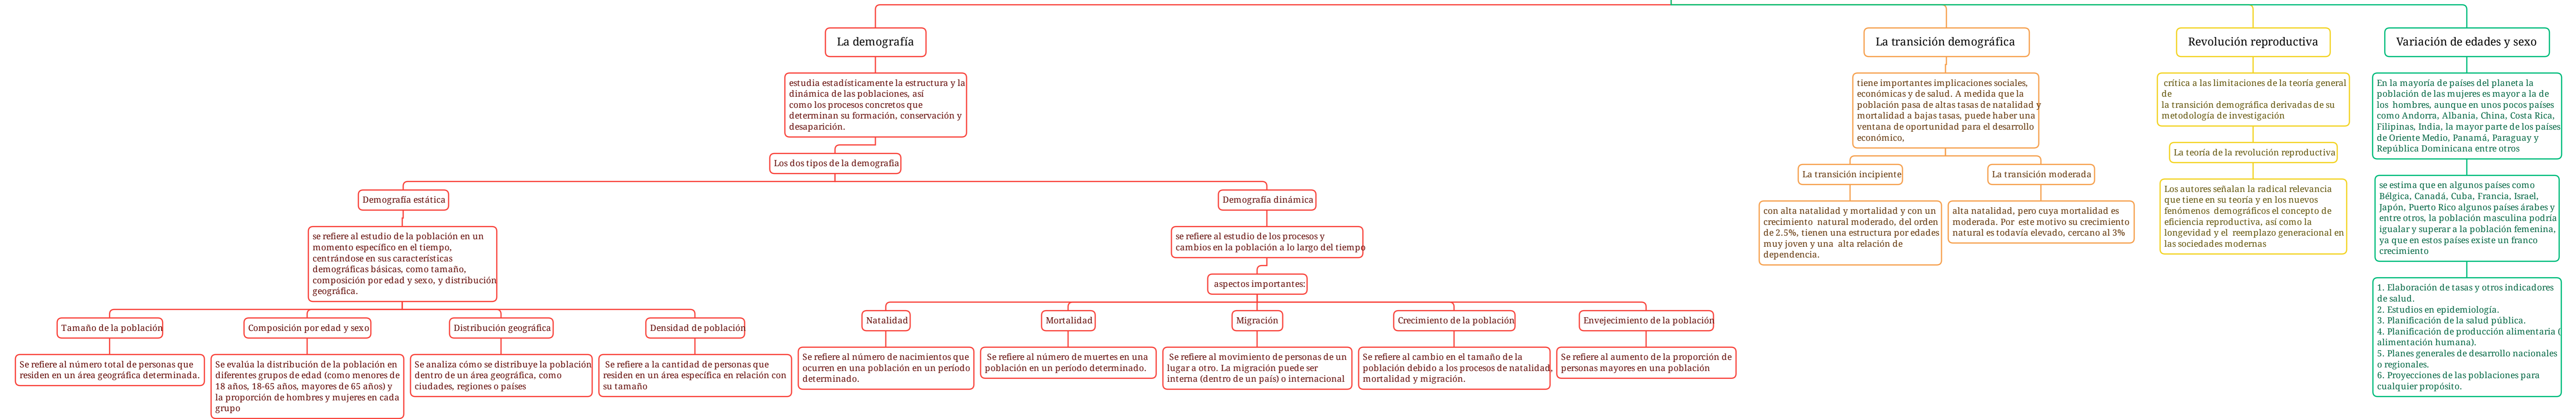 La demografía
estudia estadísticamente la estructura y la
dinámica de las poblaciones, así
como los procesos concretos que
determinan su formación, conservación y
desaparición.
Los dos tipos de la demografia
Demografía estática
se refiere al estudio de la población en un
momento específico en el tiempo,
centrándose en sus características
demográficas básicas, como tamaño,
composición por edad y sexo, y distribución
geográfica.
Tamaño de la población
Se refiere al número total de personas que
residen en un área geográfica determinada.
Composición por edad y sexo
Se evalúa la distribución de la población en
diferentes grupos de edad (como menores de
18 años, 18-65 años, mayores de 65 años) y
la proporción de hombres y mujeres en cada
grupo
Distribución geográfica
Se analiza cómo se distribuye la población
dentro de un área geográfica, como
ciudades, regiones o países
Densidad de población
Se refiere a la cantidad de personas que
residen en un área específica en relación con
su tamaño
Demografía dinámica
se refiere al estudio de los procesos y
cambios en la población a lo largo del tiempo
aspectos importantes:
Natalidad
Se refiere al número de nacimientos que
ocurren en una población en un período
determinado.
Mortalidad
Se refiere al número de muertes en una
población en un período determinado.
Migración
Se refiere al movimiento de personas de un
lugar a otro. La migración puede ser
interna (dentro de un país) o internacional
Crecimiento de la población
Se refiere al cambio en el tamaño de la
población debido a los procesos de natalidad,
mortalidad y migración.
Envejecimiento de la población
Se refiere al aumento de la proporción de
personas mayores en una población
La transición demográfica
tiene importantes implicaciones sociales,
económicas y de salud. A medida que la
población pasa de altas tasas de natalidad y
mortalidad a bajas tasas, puede haber una
ventana de oportunidad para el desarrollo
económico,
La transición incipiente
con alta natalidad y mortalidad y con un
crecimiento natural moderado, del orden
de 2.5%, tienen una estructura por edades
muy joven y una alta relación de
dependencia.
La transición moderada
alta natalidad, pero cuya mortalidad es
moderada. Por este motivo su crecimiento
natural es todavía elevado, cercano al 3%
Revolución reproductiva
crítica a las limitaciones de la teoría general
de
la transición demográfica derivadas de su
metodología de investigación
La teoría de la revolución reproductiva
Los autores señalan la radical relevancia
que tiene en su teoría y en los nuevos
fenómenos demográficos el concepto de
eficiencia reproductiva, así como la
longevidad y el reemplazo generacional en
las sociedades modernas
Variación de edades y sexo
En la mayoría de países del planeta la
población de las mujeres es mayor a la de
los hombres, aunque en unos pocos países
como Andorra, Albania, China, Costa Rica,
Filipinas, India, la mayor parte de los países
de Oriente Medio, Panamá, Paraguay y
República Dominicana entre otros
se estima que en algunos países como
Bélgica, Canadá, Cuba, Francia, Israel,
Japón, Puerto Rico algunos países árabes y
entre otros, la población masculina podría
igualar y superar a la población femenina,
ya que en estos países existe un franco
crecimiento
1. Elaboración de tasas y otros indicadores
de salud.
2. Estudios en epidemiología.
3. Planificación de la salud pública.
4. Planificación de producción alimentaria (
alimentación humana).
5. Planes generales de desarrollo nacionales
o regionales.
6. Proyecciones de las poblaciones para
cualquier propósito.